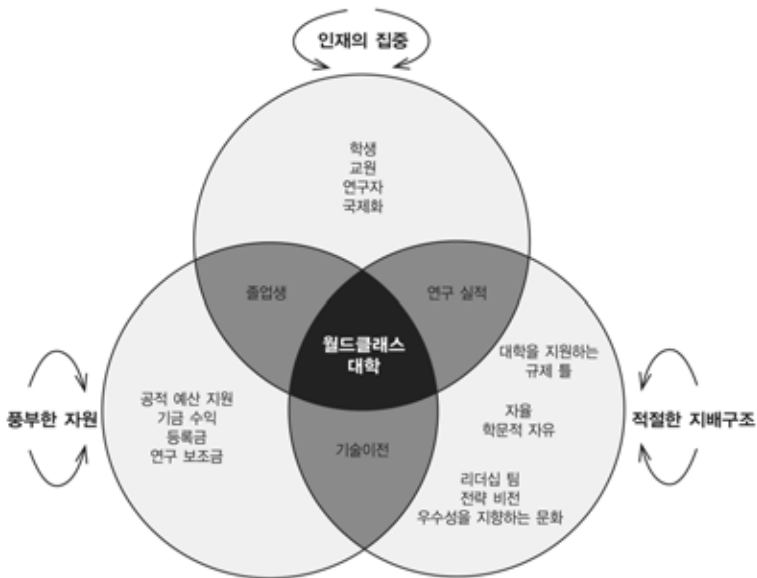 인재의 집중
학생
교원
연구자
국제화
졸업생
연구 실적
월드클래스
대학
대학을 지원하는
규제 틀
자율
학문적 자유
리더십 팀
전략 비전
우수성을 지향하는 문화
풍부한 자원
공적 예산 지원
기금 수익
등록금
연구 보조금
기술이전
적절한 지배구조